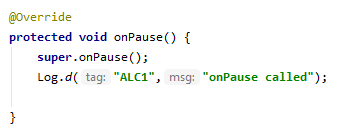 @Override
protected void onPause() {
super.onPause();
Log.d( tag: "ALC1", msg: "onPause called");
}